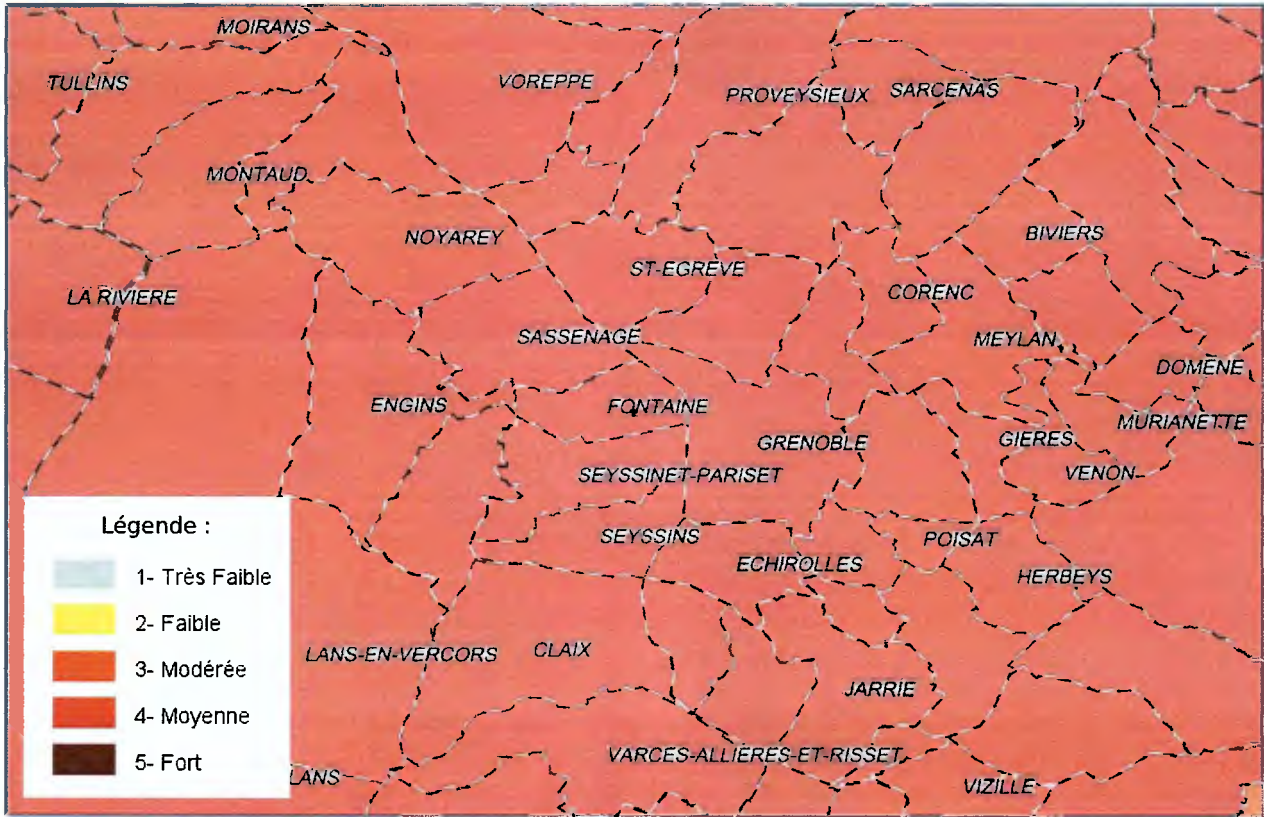 MOIRANS
TULLINS
VOREPPE
PROVEYSIEUX
SARCENAS
MONTAUD
NOYAREY
BIVIERS
ST-EGREVE
LA RIVIERE
CORENC
SASSENAGE
MEYLAN
DOMENE
ENGINS
FONTAINE
MURIANETTE
GRENOBLE
GIERES
SEYSSINET-PARISET
VENON
Légende :
SEYSSINS
POISAT
ECHIROLLES
HERBEYS
1- Très Faible
2- Faible
3- Modérée
4- Moyenne
5- Fort
LANS-EN-VERCORS
CLAIX
JARRIE
VARCES-ALLIERES-ET-RISSET
LANS
VIZILLE